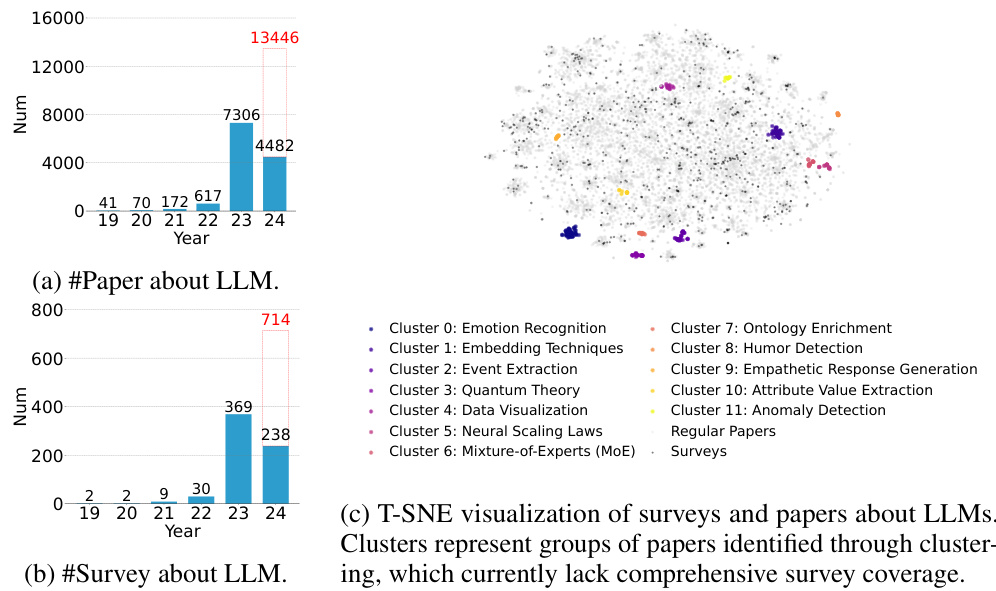 16000
12000
8000
4000
0
Num
13446
41
70
172
617
7306
4482
19 20 21 22 23 24
Year
(a) #Paper about LLM.
800
600
400
200
0
Num
714
2
2
9
30
369
238
19 20 21 22 23 24
Year
(b) #Survey about LLM.
Cluster 0: Emotion Recognition
Cluster 1: Embedding Techniques
Cluster 2: Event Extraction
Cluster 3: Quantum Theory
Cluster 4: Data Visualization
Cluster 5: Neural Scaling Laws
Cluster 6: Mixture-of-Experts (MoE)
Cluster 7: Ontology Enrichment
Cluster 8: Humor Detection
Cluster 9: Empathetic Response Generation
Cluster 10: Attribute Value Extraction
Cluster 11: Anomaly Detection
Regular Papers
Surveys
(c) T-SNE visualization of surveys and papers about LLMs.
Clusters represent groups of papers identified through cluster-
ing, which currently lack comprehensive survey coverage.